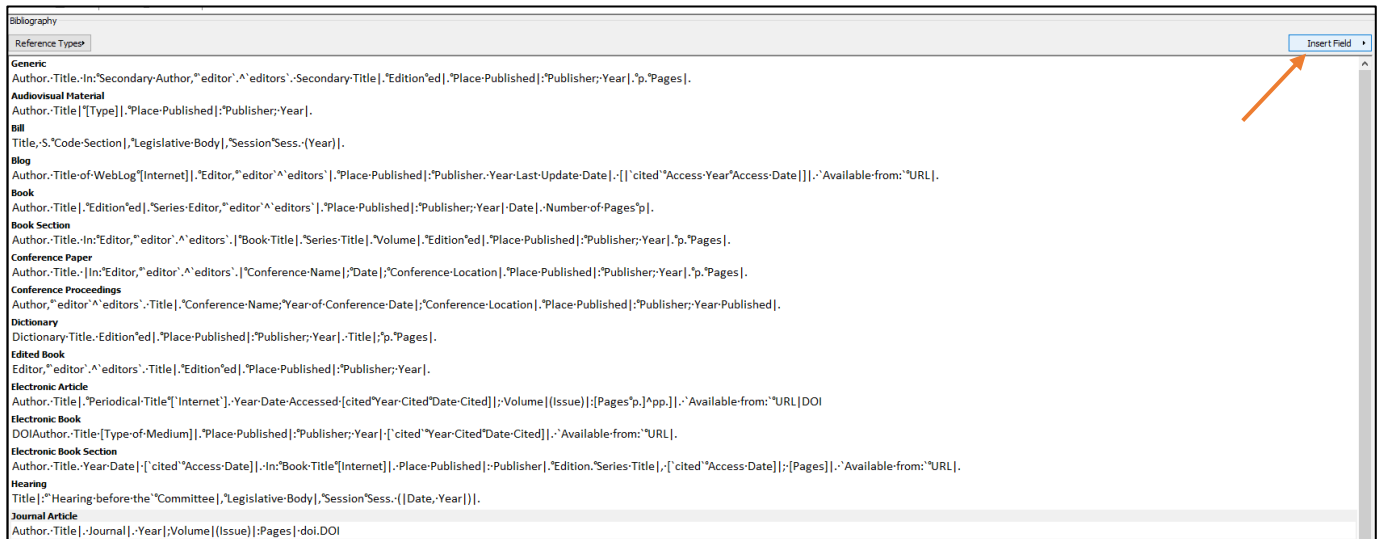 Bibliography
Reference Types
Insert Field
Generic
Author.·Title.·In:°Secondary·Author,°`editor`.^`editors`.·Secondary·Title|.°Edition°ed|.°Place·Published|:°Publisher;·Year|.°p.°Pages|.
Audiovisual Material
Author.·Title|°[Type]|.°Place·Published|:°Publisher;·Year|.
Bill
Title,·S.°Code·Section|,°Legislative·Body|,°Session°Sess.·(Year)|.
Blog
Author.·Title·of·WebLog°[Internet]|.°Editor,°`editor`^`editors`|.°Place·Published|:°Publisher.·Year·Last·Update·Date|.·[|`cited`°Access·Year°Access·Date|]|.·`Available·from:`°URL|.
Book
Author.·Title|.°Edition°ed|.°Series·Editor,°`editor`^`editors`|.°Place·Published|:°Publisher;·Year|·Date|.·Number·of·Pages°p|.
Book Section
Author.·Title.·In:°Editor,°`editor`.^`editors`.|°Book·Title|.°Series·Title|.°Volume|.°Edition°ed|.°Place·Published|:°Publisher;·Year|.°p.°Pages|.
Conference Paper
Author.·Title.·|In:°Editor,°`editor`.^`editors`.|°Conference·Name|;°Date|;°Conference·Location|.°Place·Published|:°Publisher;·Year|.°p.°Pages|.
Conference Proceedings
Author,°`editor`^`editors`.·Title|.°Conference·Name;°Year·of·Conference·Date|;°Conference·Location|.°Place·Published|:°Publisher;·Year·Published|.
Dictionary
Dictionary·Title.·Edition°ed|.°Place·Published|:°Publisher;·Year|.·Title|;°p.°Pages|.
Edited Book
Editor,°`editor`.^`editors`.·Title|.°Edition°ed|.°Place·Published|:°Publisher;·Year|.
Electronic Article
Author.·Title|.°Periodical·Title°[`Internet`].·Year·Date·Accessed·[cited°Year·Cited°Date·Cited]|;·Volume|(Issue)|:[Pages°p.]^pp.]|.·`Available·from:`°URL|DOI
Electronic Book
DOIAuthor.·Title·[Type·of·Medium]|.°Place·Published|:°Publisher;·Year|·[`cited`°Year·Cited°Date·Cited]|.·`Available·from:`°URL|.
Electronic Book Section
Author.·Title.·Year·Date|·[`cited`°Access·Date]|.·In:°Book·Title°[Internet]|.·Place·Published|:·Publisher|.°Edition.°Series·Title|,·[`cited`°Access·Date]|;·[Pages]|.·`Available·from:`°URL|.
Hearing
Title|:°`Hearing·before·the`°Committee|,°Legislative·Body|,°Session°Sess.·(|Date,·Year|)|.
Journal Article
Author.·Title|.·Journal|.·Year|;Volume|(Issue)|:Pages|·doi.DOI